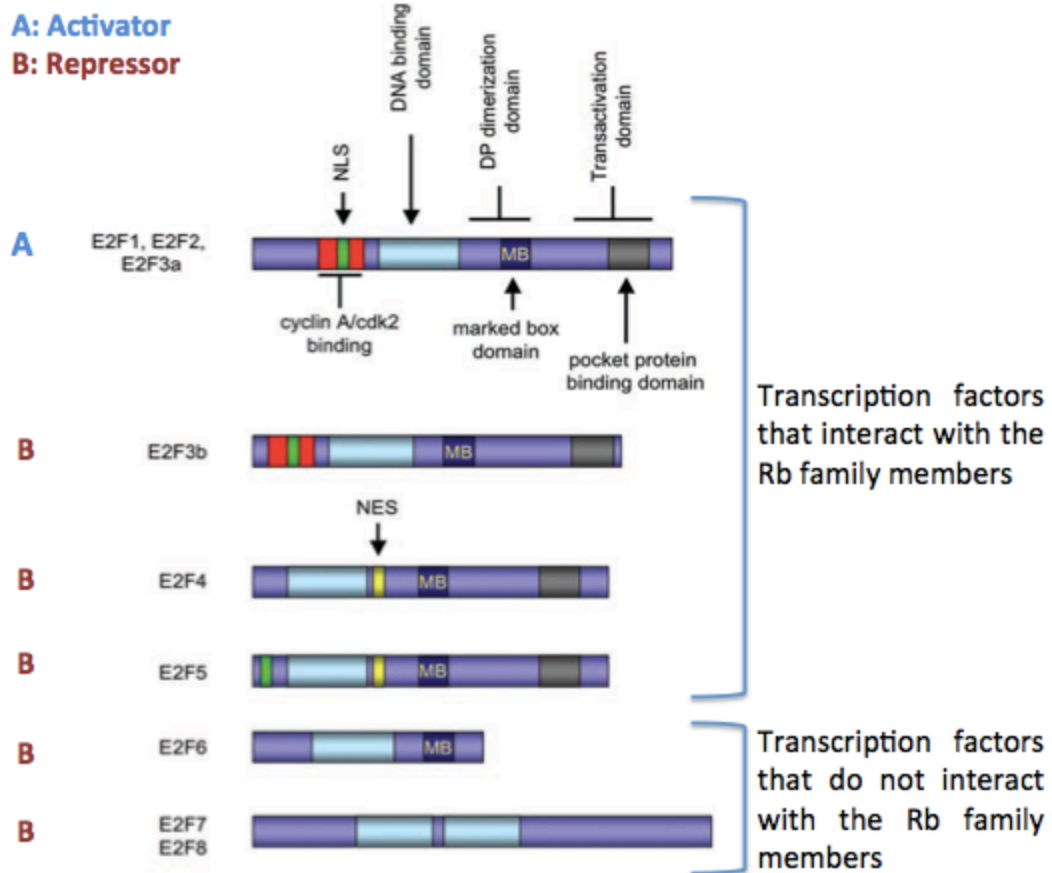 A: Activator
B: Repressor
NLS
DNA binding
domain
DP dimerization
domain
Transactivation
domain
A
E2F1, E2F2,
E2F3a
MB
cyclin A/cdk2
binding
marked box
domain
pocket protein
binding domain
Transcription factors
that interact with the
Rb family members
B
E2F3b
MB
NES
B
E2F4
MB
B
E2F5
MB
B
E2F6
MB
Transcription factors
that do not interact
with the Rb family
members
B
E2F7
E2F8